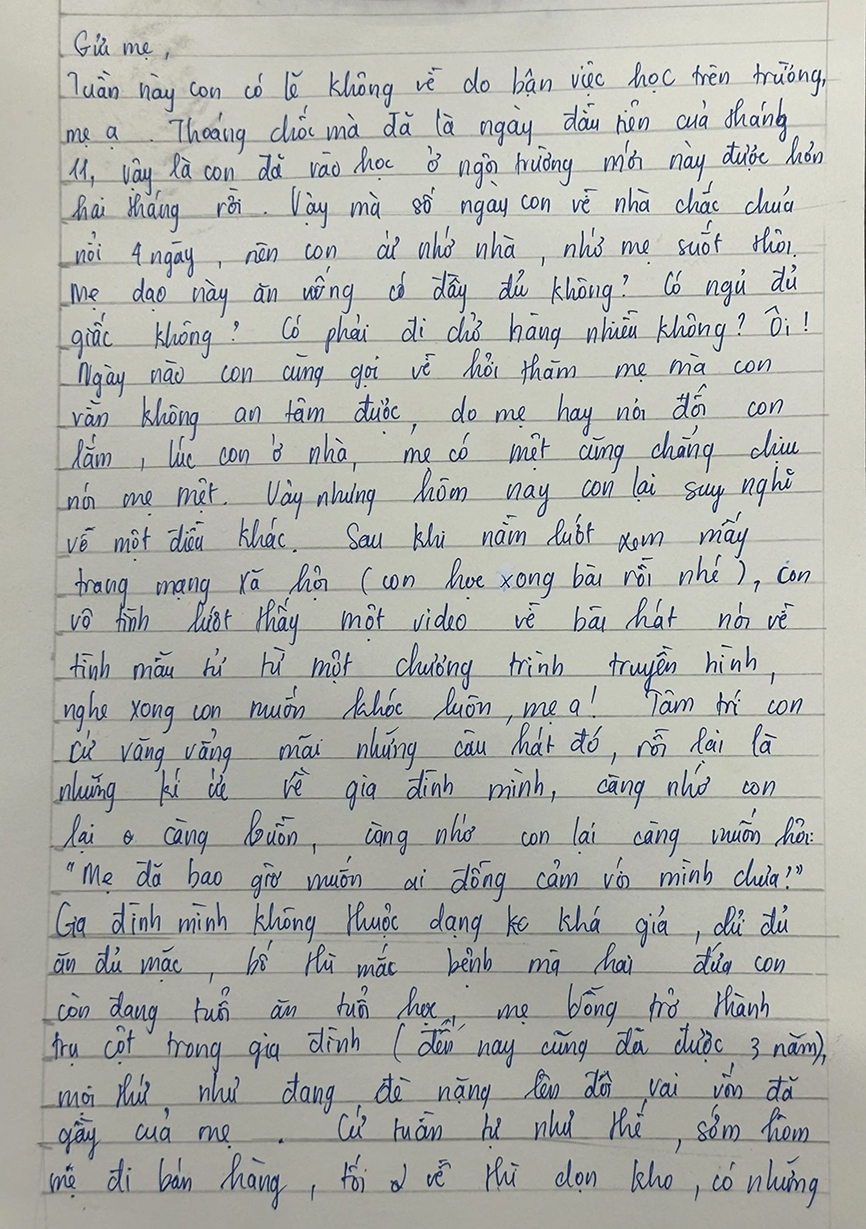 Gửi mẹ,
Tuần này con có lẽ không về do bận việc học trên trường,
mẹ ạ. Thoáng chốc mà đã là ngày đầu tiên của tháng
11, vậy là con đã vào học ở ngôi trường mới này được hơn
hai tháng rồi. Vậy mà số ngày con về nhà chắc chưa
nổi 4 ngày, nên con cứ nhớ nhà, nhớ mẹ suốt thôi.
Mẹ dạo này ăn uống có đầy đủ không? Có ngủ đủ
giấc không? Có phải đi chở hàng nhiều không? Ôi!
Ngày nào con cũng gọi về hỏi thăm mẹ mà con
vẫn không an tâm được, do mẹ hay nói dối con
lắm, lúc con ở nhà, mẹ có mệt cũng chẳng chịu
nói mẹ mệt. Vậy nhưng hôm nay con lại suy nghĩ
về một điều khác. Sau khi nằm lướt xem mấy
trang mạng xã hội (con học xong bài rồi nhé), con
vô tình lướt thấy một video về bài hát nói về
tình mẫu tử từ một chương trình truyền hình,
nghe xong con muốn khóc luôn, mẹ ạ! Tâm trí con
cứ văng vẳng mãi những câu hát đó, rồi lại là
những kí ức về gia đình mình, càng nhớ con
lại càng buồn, càng nhớ con lại càng muốn hỏi:
"Mẹ đã bao giờ muốn ai đồng cảm với mình chưa?"
Gia đình mình không thuộc dạng khá giả, đủ
ăn đủ mặc, bố thì mắc bệnh mà hai đứa con
còn đang tuổi ăn tuổi học, mẹ bỗng trở thành
trụ cột trong gia đình (đến nay cũng đã được 3 năm),
mọi thứ như đang đè nặng lên đôi vai vốn đã
gầy của mẹ. Cứ tuần tự như thế, sớm hôm
mẹ đi bán hàng, tối về thì dọn kho, có những